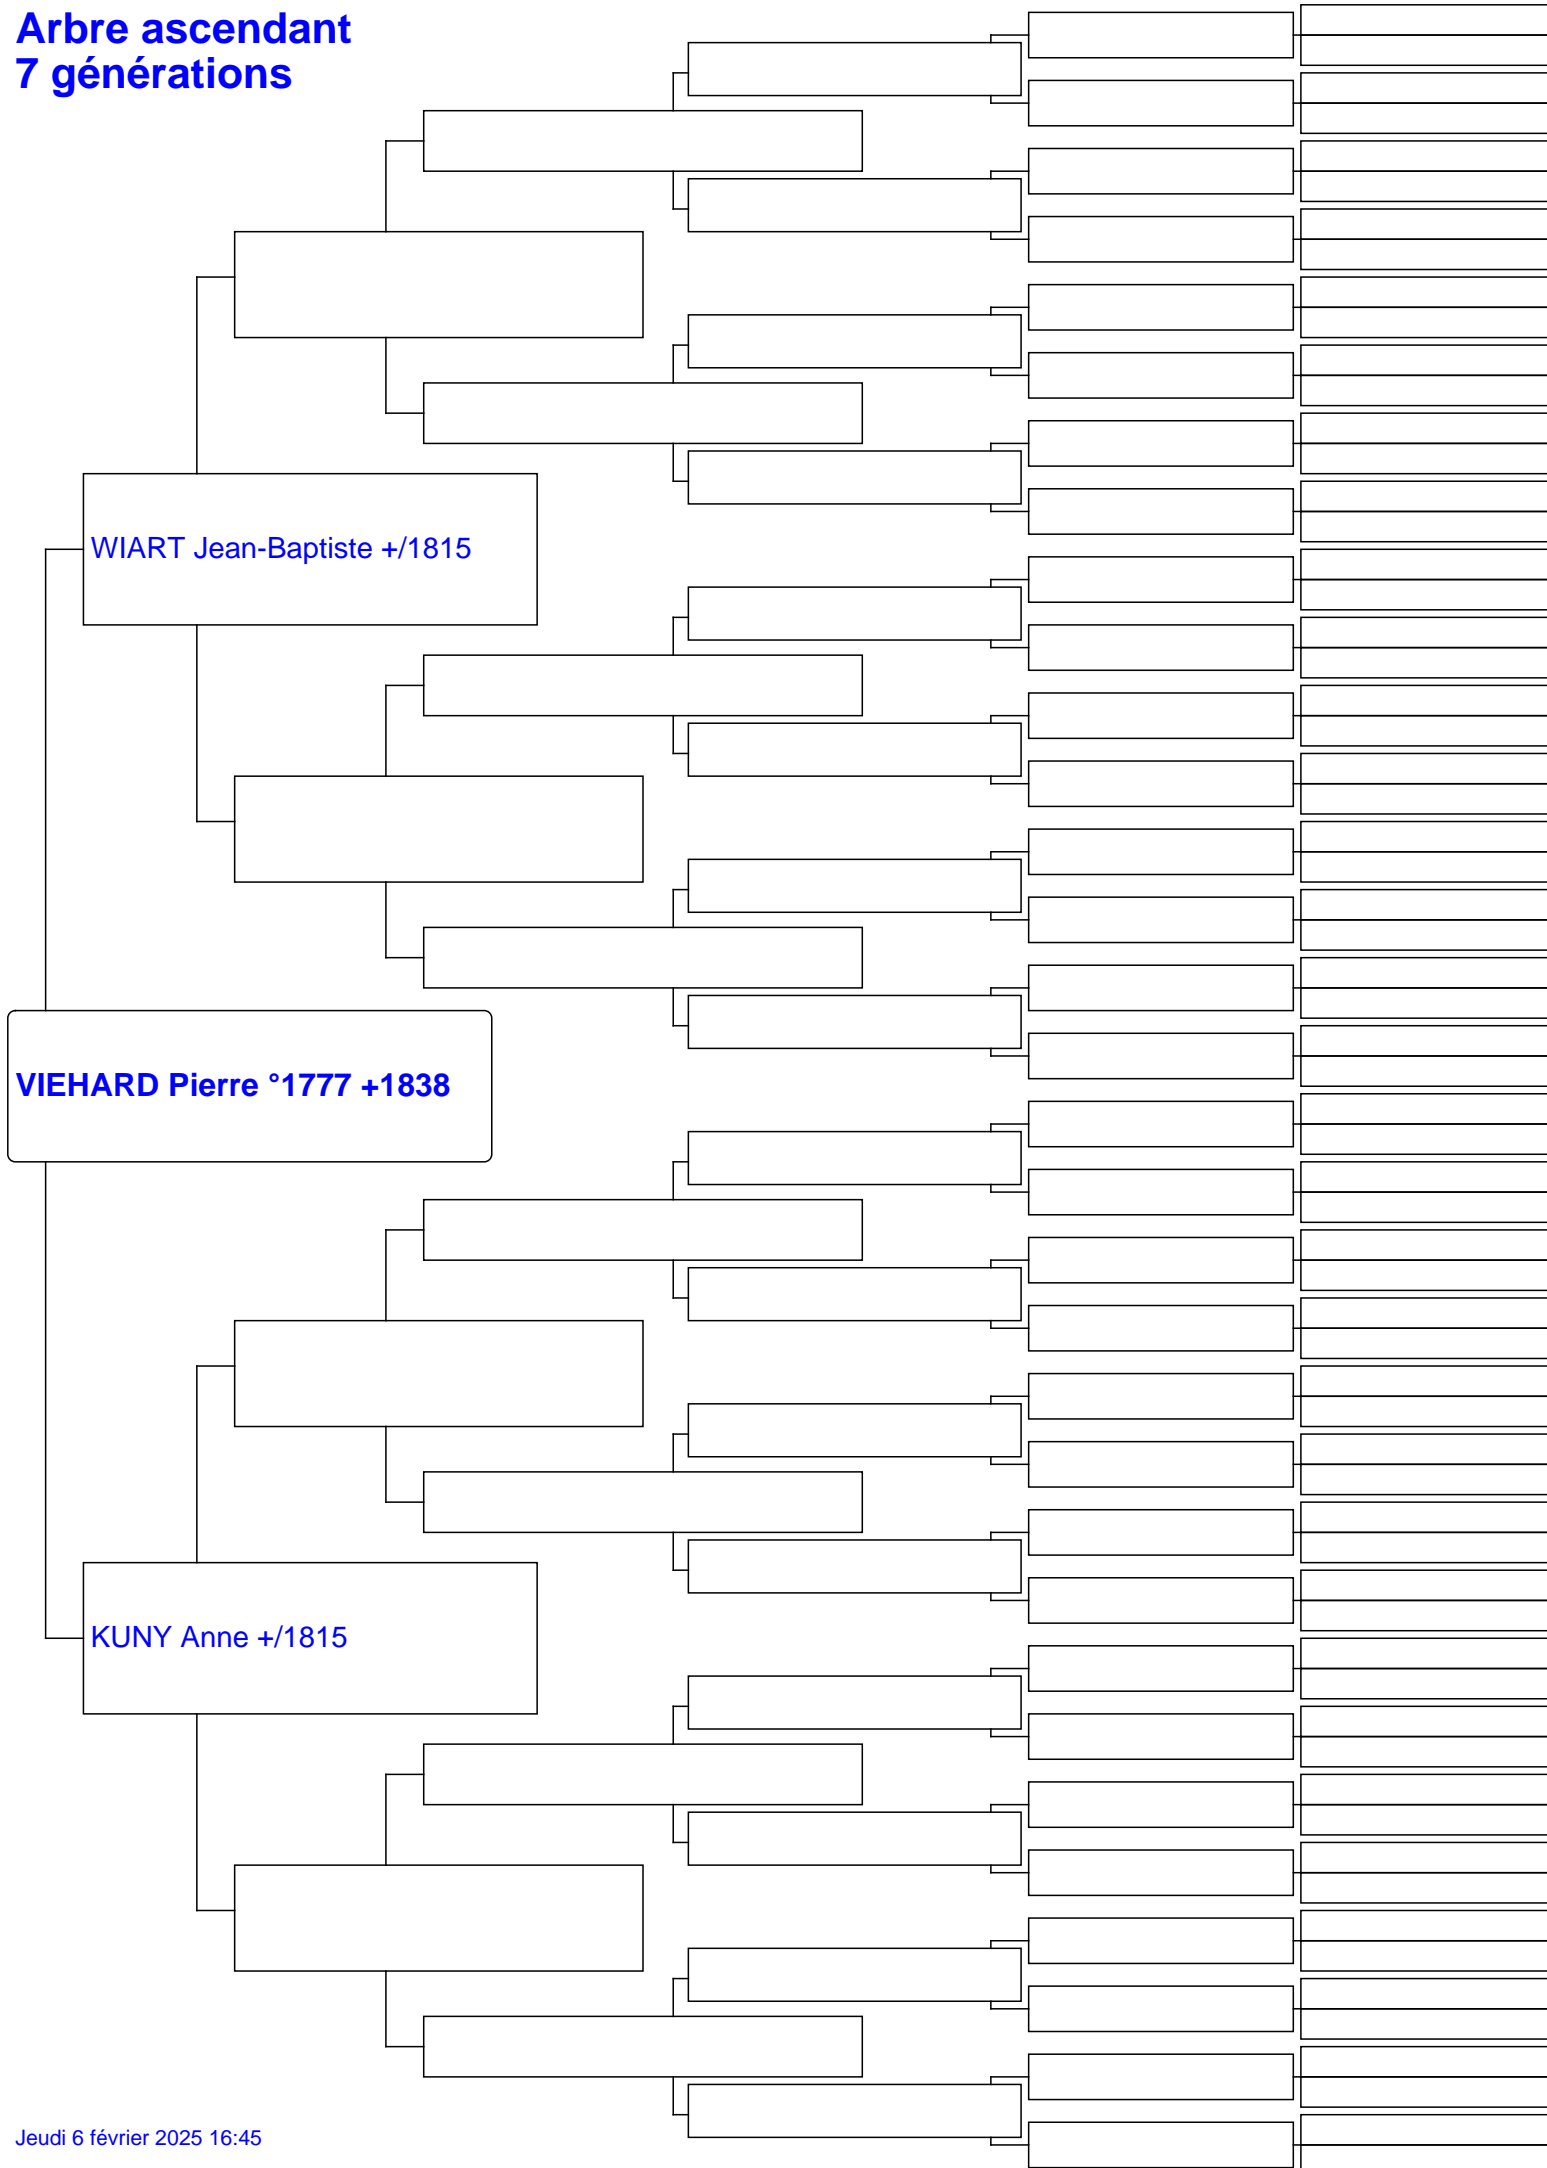 Arbre ascendant
7 générations
WIART Jean-Baptiste +/1815
VIEHARD Pierre °1777 +1838
KUNY Anne +/1815
Jeudi 6 février 2025 16:45